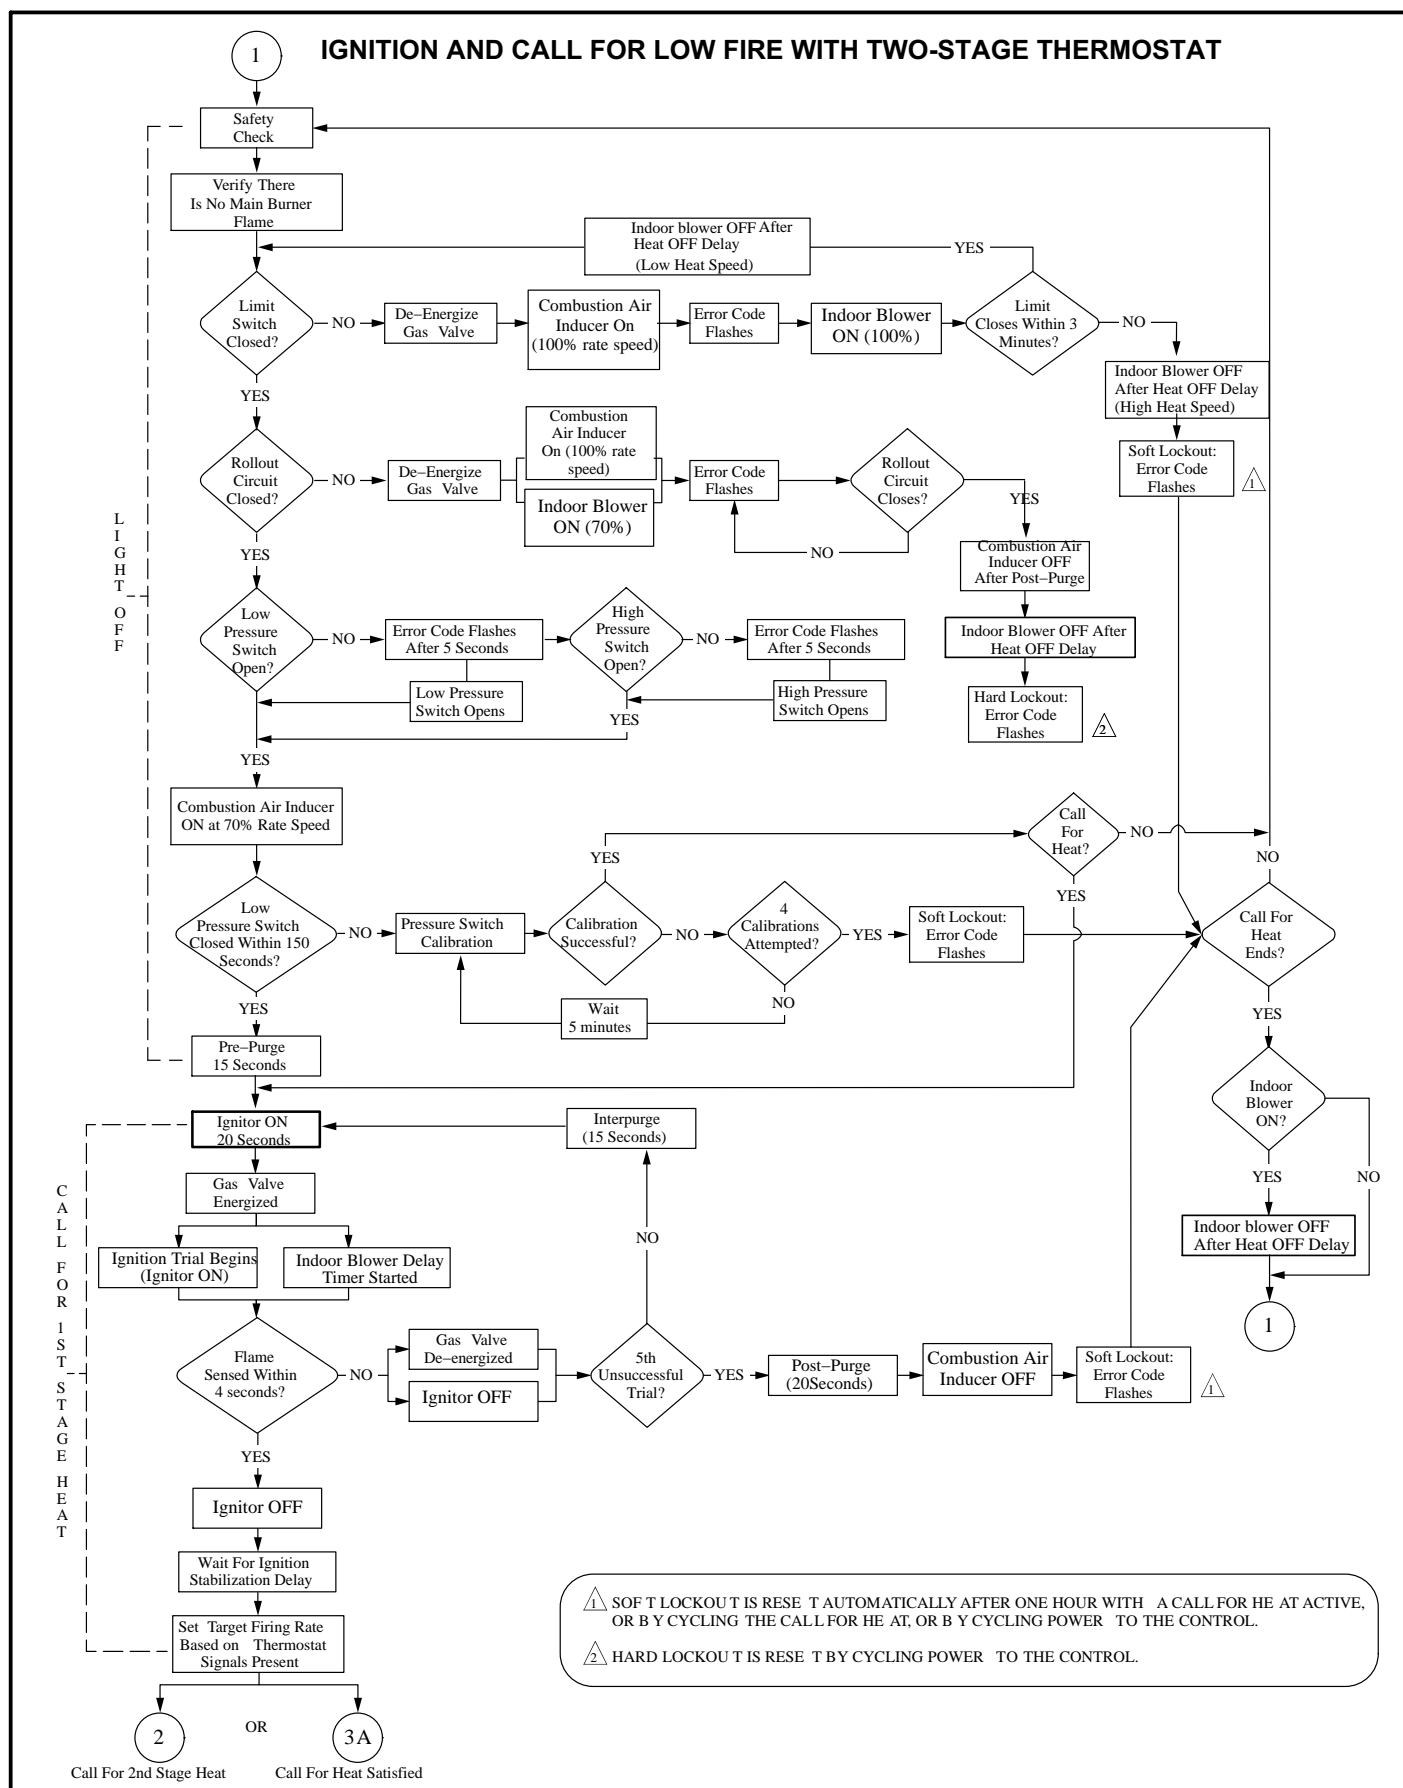 1
IGNITION AND CALL FOR LOW FIRE WITH TWO-STAGE THERMOSTAT
Safety
Check
Verify There
Is No Main Burner
Flame
Indoor blower OFF After
Heat OFF Delay
(Low Heat Speed)
YES
Limit
Switch
Closed?
NO
De-Energize
Gas Valve
Combustion Air
Inducer On
(100% rate speed)
Error Code
Flashes
Indoor Blower
ON (100%)
Limit
Closes Within 3
Minutes?
NO
Indoor Blower OFF
After Heat OFF Delay
(High Heat Speed)
YES
Soft Lockout:
Error Code
Flashes
1
Rollout
Circuit
Closed?
NO
De-Energize
Gas Valve
Combustion
Air Inducer
On (100% rate
speed)
Indoor Blower
ON (70%)
Error Code
Flashes
Rollout
Circuit
Closes?
YES
NO
Combustion Air
Inducer OFF
After Post-Purge
Indoor Blower OFF After
Heat OFF Delay
Hard Lockout:
Error Code
Flashes
2
LIGHT OFF
YES
Low
Pressure
Switch
Open?
NO
Error Code Flashes
After 5 Seconds
Low Pressure
Switch Opens
High
Pressure
Switch
Open?
NO
Error Code Flashes
After 5 Seconds
High Pressure
Switch Opens
YES
YES
Combustion Air Inducer
ON at 70% Rate Speed
Call
For
Heat?
NO
YES
YES
NO
Low
Pressure Switch
Closed Within 150
Seconds?
NO
Pressure Switch
Calibration
Calibration
Successful?
NO
4
Calibrations
Attempted?
YES
Soft Lockout:
Error Code
Flashes
Call For
Heat
Ends?
NO
Wait
5 minutes
YES
YES
Pre-Purge
15 Seconds
Indoor
Blower
ON?
YES
NO
Indoor blower OFF
After Heat OFF Delay
1
Ignitor ON
20 Seconds
Interpurge
(15 Seconds)
Gas Valve
Energized
CALL FOR 1ST STAGE HEAT
Ignition Trial Begins
(Ignitor ON)
Indoor Blower Delay
Timer Started
NO
Flame
Sensed Within
4 seconds?
NO
Gas Valve
De-energized
Ignitor OFF
5th
Unsuccessful
Trial?
YES
Post-Purge
(20Seconds)
Combustion Air
Inducer OFF
Soft Lockout:
Error Code
Flashes
1
YES
Ignitor OFF
Wait For Ignition
Stabilization Delay
Set Target Firing Rate
Based on Thermostat
Signals Present
1 SOF T LOCKOU T IS RESE T AUTOMATICALLY AFTER ONE HOUR WITH A CALL FOR HE AT ACTIVE,
OR B Y CYCLING THE CALL FOR HE AT, OR B Y CYCLING POWER TO THE CONTROL.
2 HARD LOCKOU T IS RESE T BY CYCLING POWER TO THE CONTROL.
2
OR
3A
Call For 2nd Stage Heat
Call For Heat Satisfied